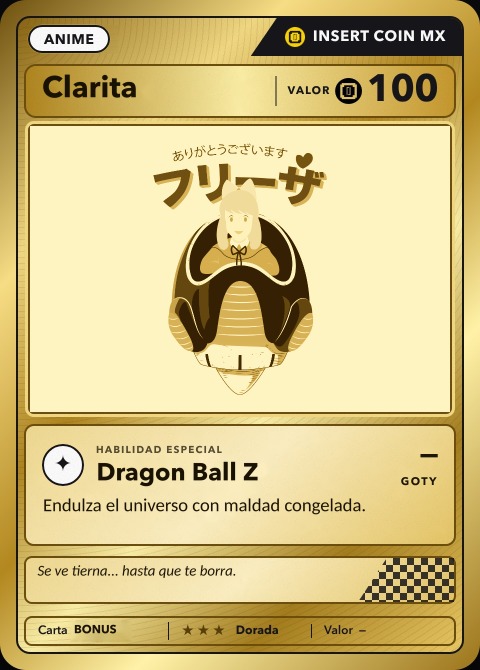 ANIME
INSERT COIN MX
Clarita
VALOR 100
ありがとうございます
フリーザ
HABILIDAD ESPECIAL
Dragon Ball Z
–
GOTY
Endulza el universo con maldad congelada.
Se ve tierna... hasta que te borra.
Carta BONUS
★ ★ ★ Dorada
Valor –